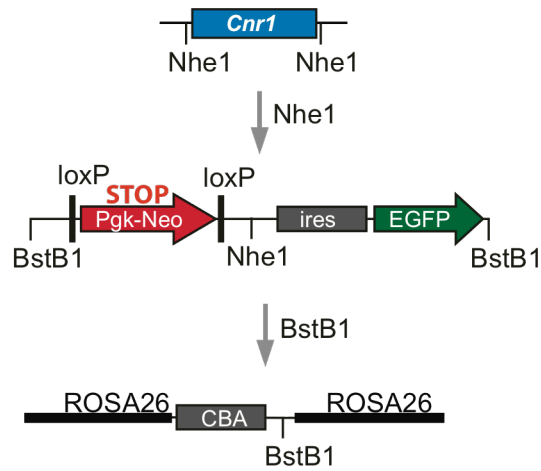 Cnr1
Nhe1 Nhe1
Nhe1
loxP STOP loxP
Pgk-Neo ires EGFP
BstB1 Nhe1 BstB1
BstB1
ROSA26 CBA ROSA26
BstB1